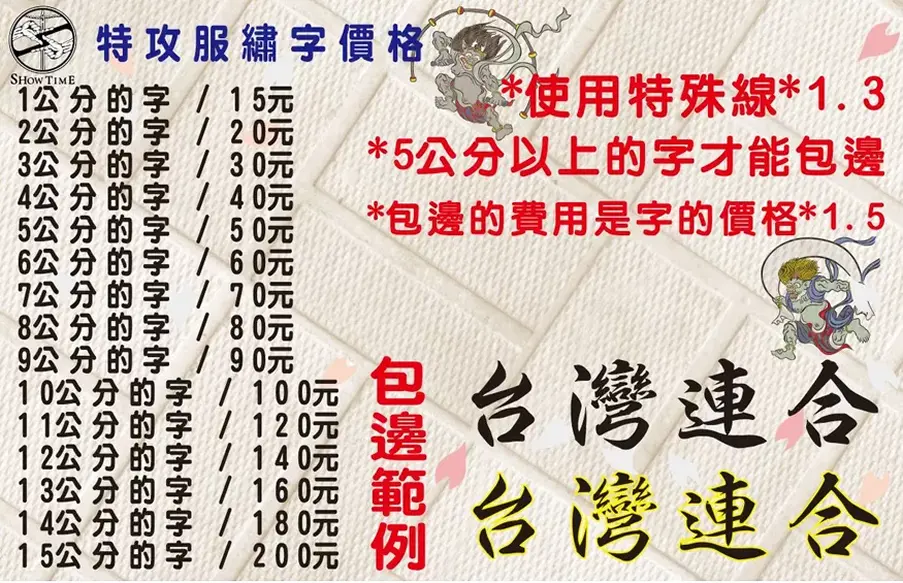 SHOW TIME
特攻服繡字價格
1公分的字 / 15元
2公分的字 / 20元
3公分的字 / 30元
4公分的字 / 40元
5公分的字 / 50元
6公分的字 / 60元
7公分的字 / 70元
8公分的字 / 80元
9公分的字 / 90元
10公分的字 / 100元
11公分的字 / 120元
12公分的字 / 140元
13公分的字 / 160元
14公分的字 / 180元
15公分的字 / 200元
*使用特殊線*1.3
*5公分以上的字才能包邊
*包邊的費用是字的價格*1.5
包邊範例
台灣連合
台灣連合